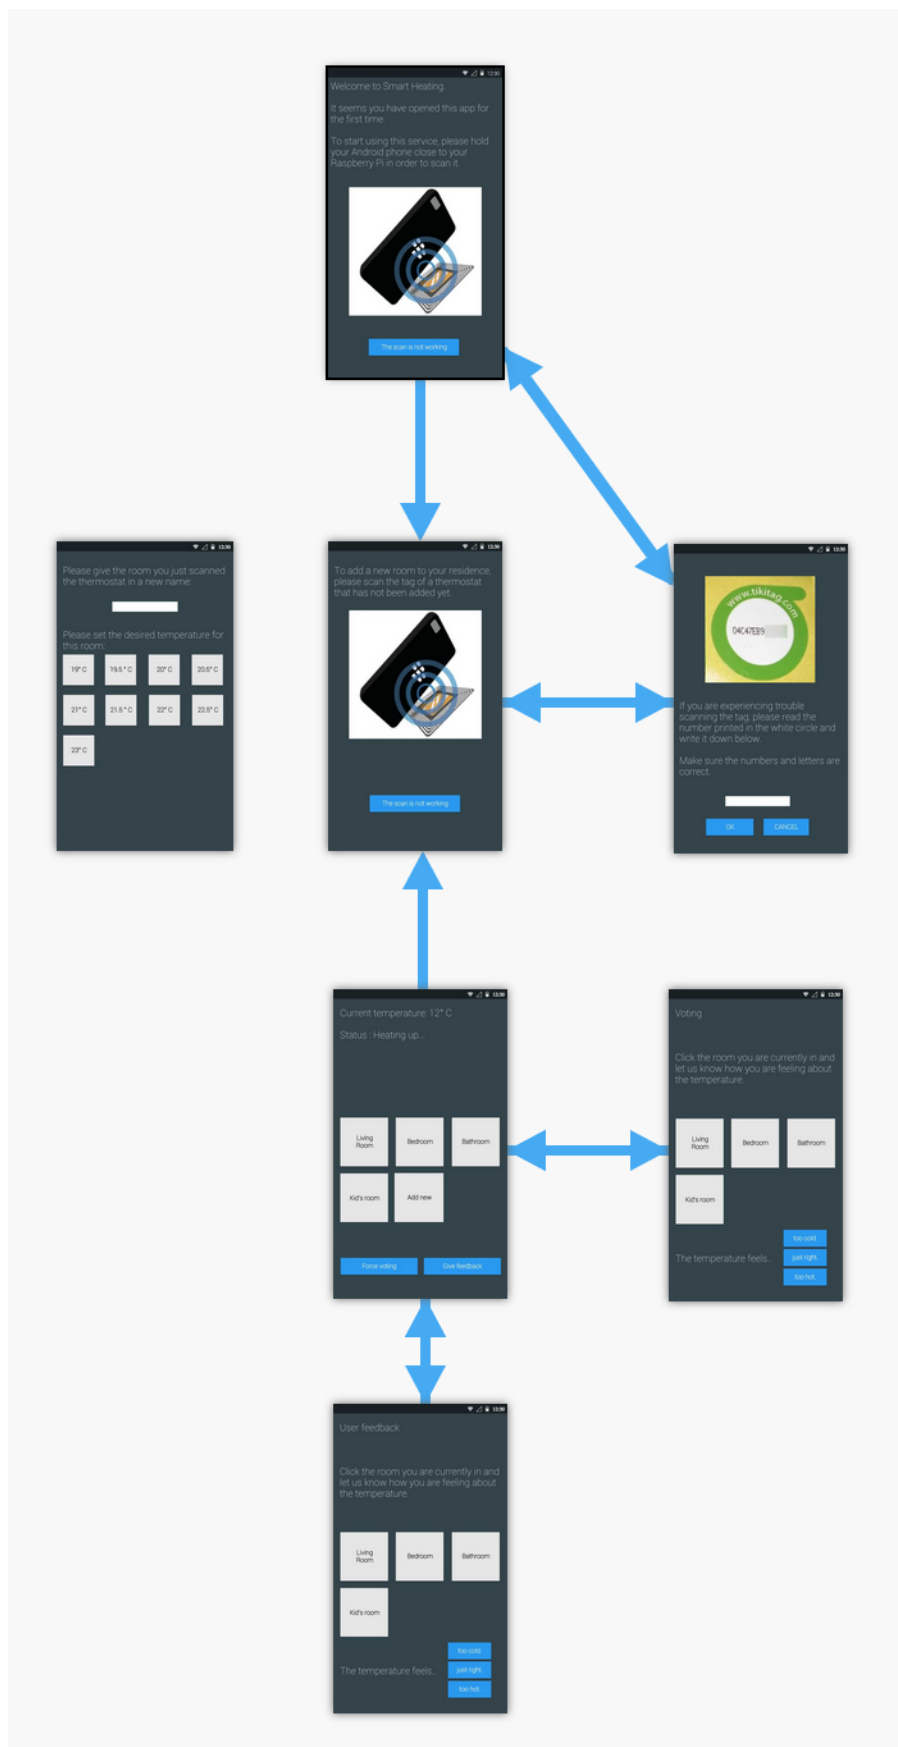 12:30
Welcome to Smart Heating.
It seems you have opened this app for
the first time.
To start using this service, please hold
your Android phone close to your
Raspberry Pi in order to scan it.
The scan is not working
Please give the room you just scanned
the thermostat in a new name:
Please set the desired temperature for
this room:
19° C 19.5 ° C 20° C 20.5° C
21° C 21.5 ° C 22° C 22.5° C
23° C
To add a new room to your residence,
please scan the tag of a thermostat
that has not been added yet.
The scan is not working
www.tikitag.com
04C47EB9
If you are experiencing trouble
scanning the tag, please read the
number printed in the white circle and
write it down below.
Make sure the numbers and letters are
correct.
OK CANCEL
Current temperature: 12° C
Status : Heating up...
Living
Room
Bedroom
Bathroom
Kid's room
Add new
Force voting
Give feedback
Voting
Click the room you are currently in and
let us know how you are feeling about
the temperature.
Living
Room
Bedroom
Bathroom
Kid's room
The temperature feels..
too cold.
just right.
too hot.
User feedback
Click the room you are currently in and
let us know how you are feeling about
the temperature.
Living
Room
Bedroom
Bathroom
Kid's room
The temperature feels..
too cold.
just right.
too hot.